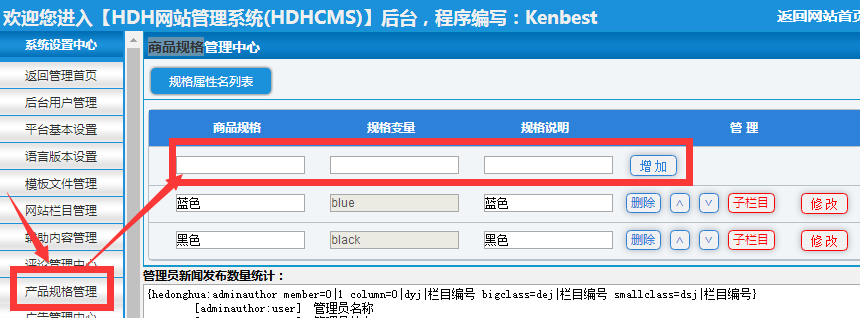 欢迎您进入【HDH网站管理系统(HDHCMS)】后台，程序编写：Kenbest
返回网站首页
系统设置中心
返回管理首页
后台用户管理
平台基本设置
语言版本设置
模板文件管理
网站栏目管理
辅助内容管理
评论管理中心
产品规格管理
广告管理中心
商品规格管理中心
规格属性名列表
商品规格 规格变量 规格说明 管 理
增 加
蓝色 blue 蓝色 删除 ∧ ∨ 子栏目 修 改
黑色 black 黑色 删除 ∧ ∨ 子栏目 修 改
管理员新闻发布数量统计：
{hedonghua:adminauthor member=0|1 column=0|dyj|栏目编号 bigclass=dej|栏目编号 smallclass=dsj|栏目编号}
[adminauthor:user] 管理员名称